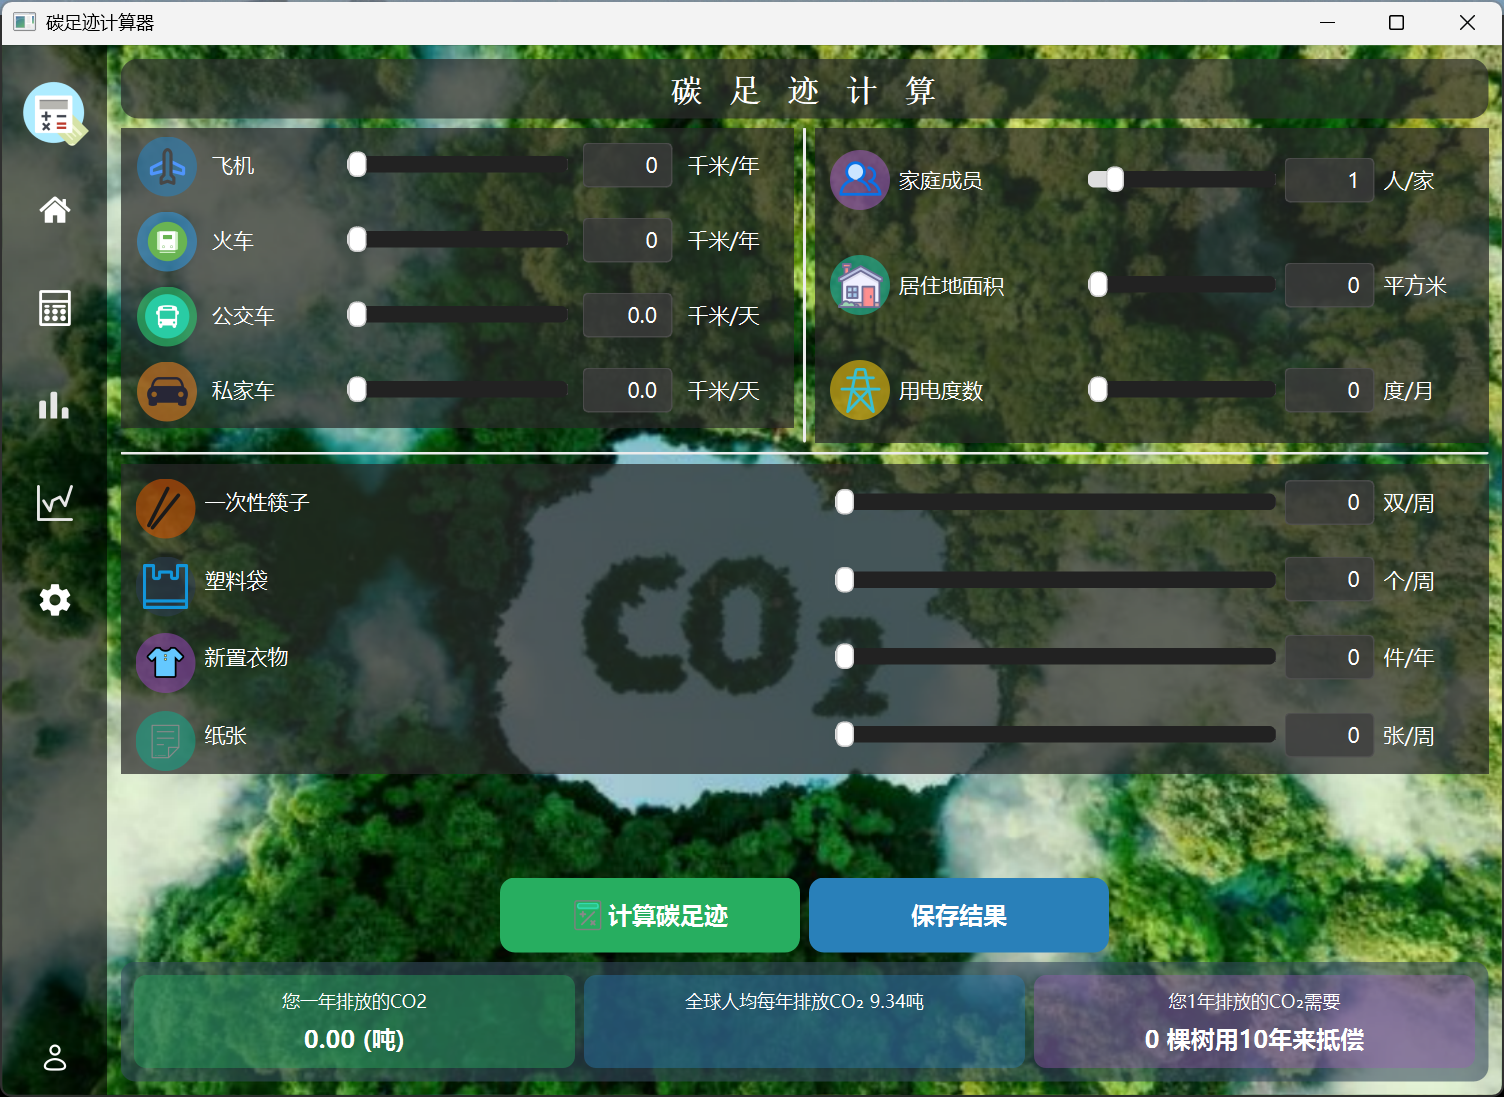 碳足迹计算器
碳足迹计算
飞机 0 千米/年
火车 0 千米/年
公交车 0.0 千米/天
私家车 0.0 千米/天
家庭成员 1 人/家
居住地面积 0 平方米
用电度数 0 度/月
一次性筷子 0 双/周
塑料袋 0 个/周
新置衣物 0 件/年
纸张 0 张/周
CO2
计算碳足迹
保存结果
您一年排放的CO2
0.00 (吨)
全球人均每年排放CO₂ 9.34吨
您1年排放的CO₂需要
0 棵树用10年来抵偿